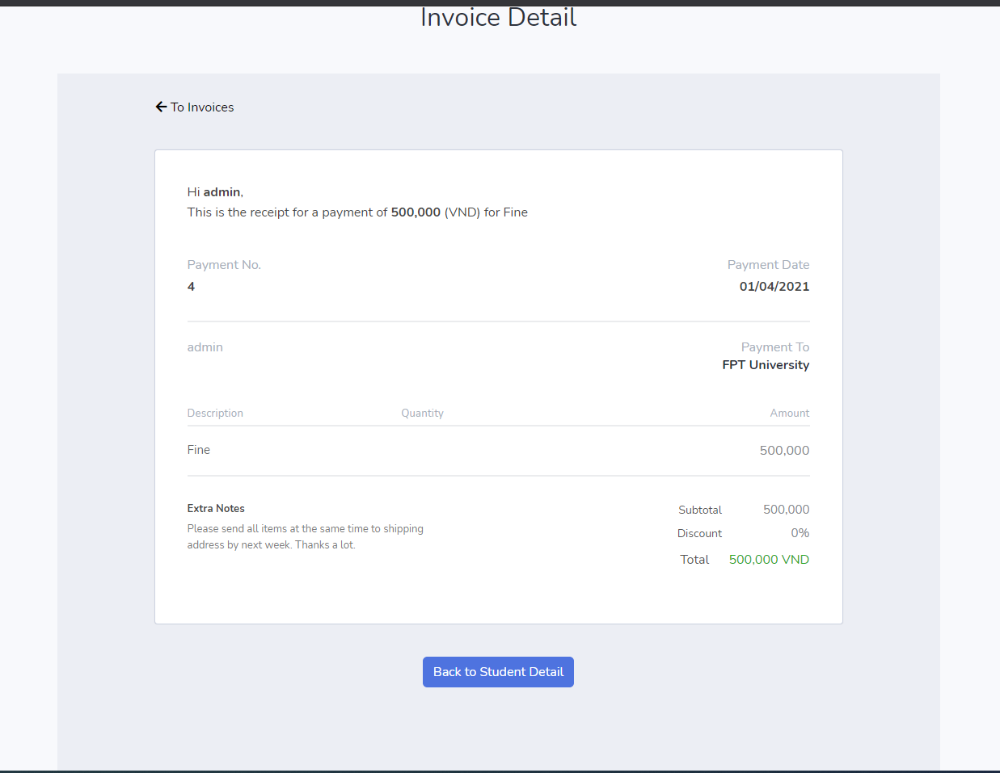 Invoice Detail
To Invoices
Hi admin,
This is the receipt for a payment of 500,000 (VND) for Fine
Payment No.
Payment Date
4
01/04/2021
admin
Payment To
FPT University
Description Quantity Amount
Fine 500,000
Extra Notes
Please send all items at the same time to shipping
address by next week. Thanks a lot.
Subtotal 500,000
Discount 0%
Total 500,000 VND
Back to Student Detail